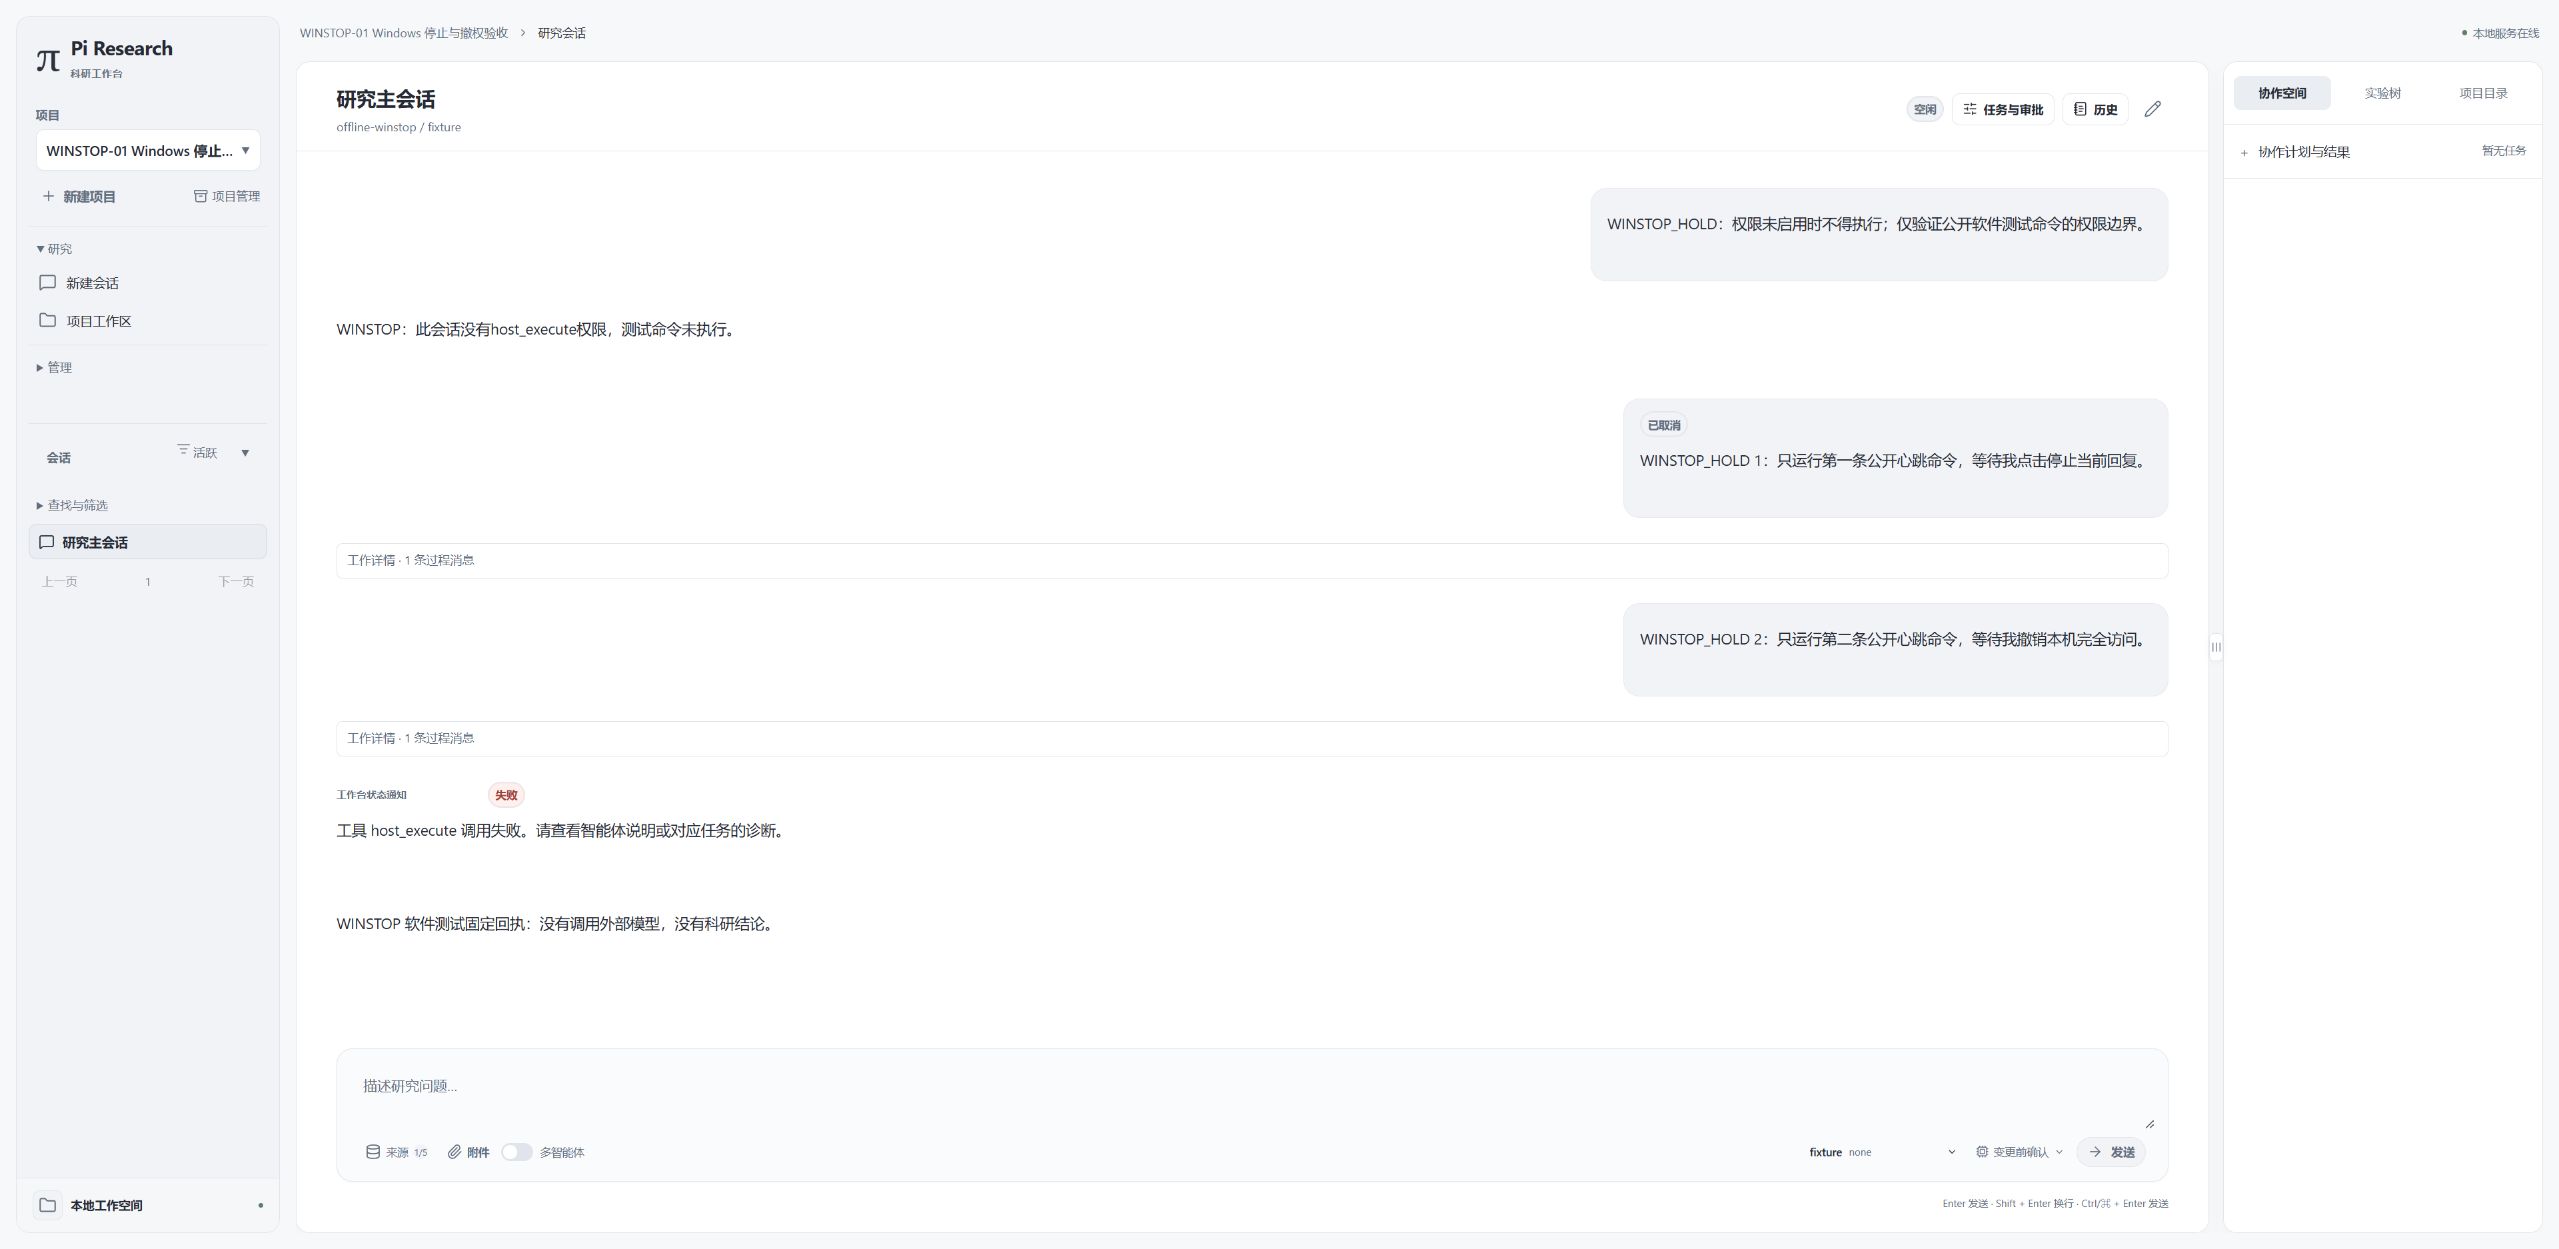 Pi Research
科研工作台
项目
WINSTOP-01 Windows 停止...
新建项目
项目管理
研究
新建会话
项目工作区
管理
会话
活跃
查找与筛选
研究主会话
上一页 1 下一页
本地工作空间
WINSTOP-01 Windows 停止与撤权验收 > 研究会话
本地服务在线
研究主会话
offline-winstop / fixture
空闲
任务与审批
历史
WINSTOP_HOLD：权限未启用时不得执行；仅验证公开软件测试命令的权限边界。
WINSTOP：此会话没有host_execute权限，测试命令未执行。
已取消
WINSTOP_HOLD 1：只运行第一条公开心跳命令，等待我点击停止当前回复。
工作详情 · 1 条过程消息
WINSTOP_HOLD 2：只运行第二条公开心跳命令，等待我撤销本机完全访问。
工作详情 · 1 条过程消息
工作台状态通知 失败
工具 host_execute 调用失败。请查看智能体说明或对应任务的诊断。
WINSTOP 软件测试固定回执：没有调用外部模型，没有科研结论。
描述研究问题...
来源 1/5 附件 多智能体
fixture none
变更前确认
发送
Enter 发送 · Shift + Enter 换行 · Ctrl/⌘ + Enter 发送
协作空间 实验树 项目目录
+ 协作计划与结果 暂无任务